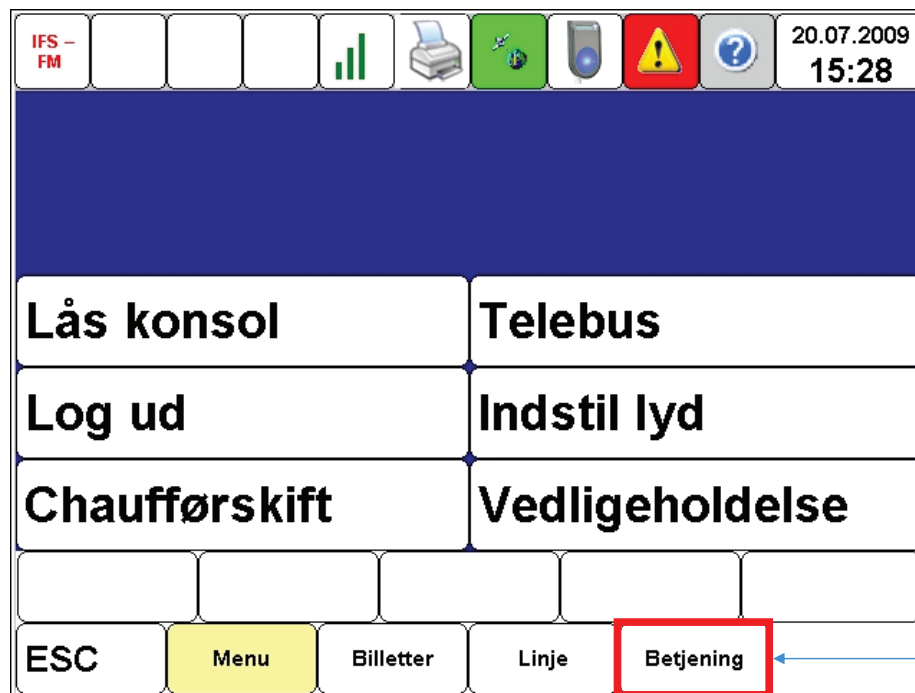 IFS –
FM
20.07.2009
15:28
Lås konsol
Telebus
Log ud
Indstil lyd
Chaufførskift
Vedligeholdelse
ESC
Menu
Billetter
Linje
Betjening